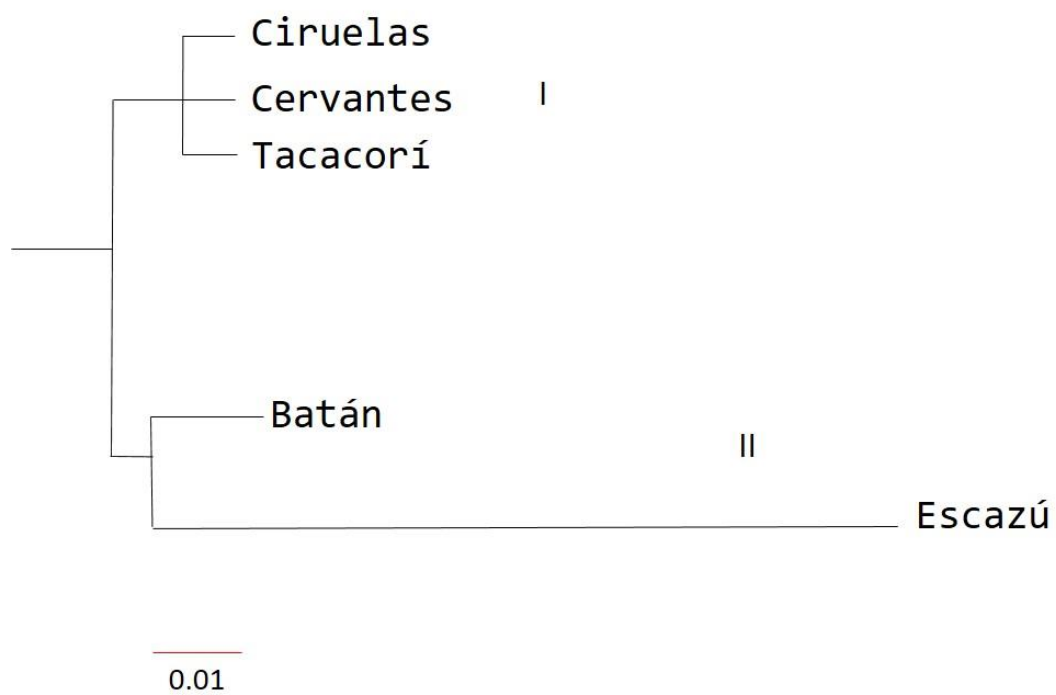 Ciruelas
Cervantes
I
Tacacorí
Batán
II
Escazú
0.01